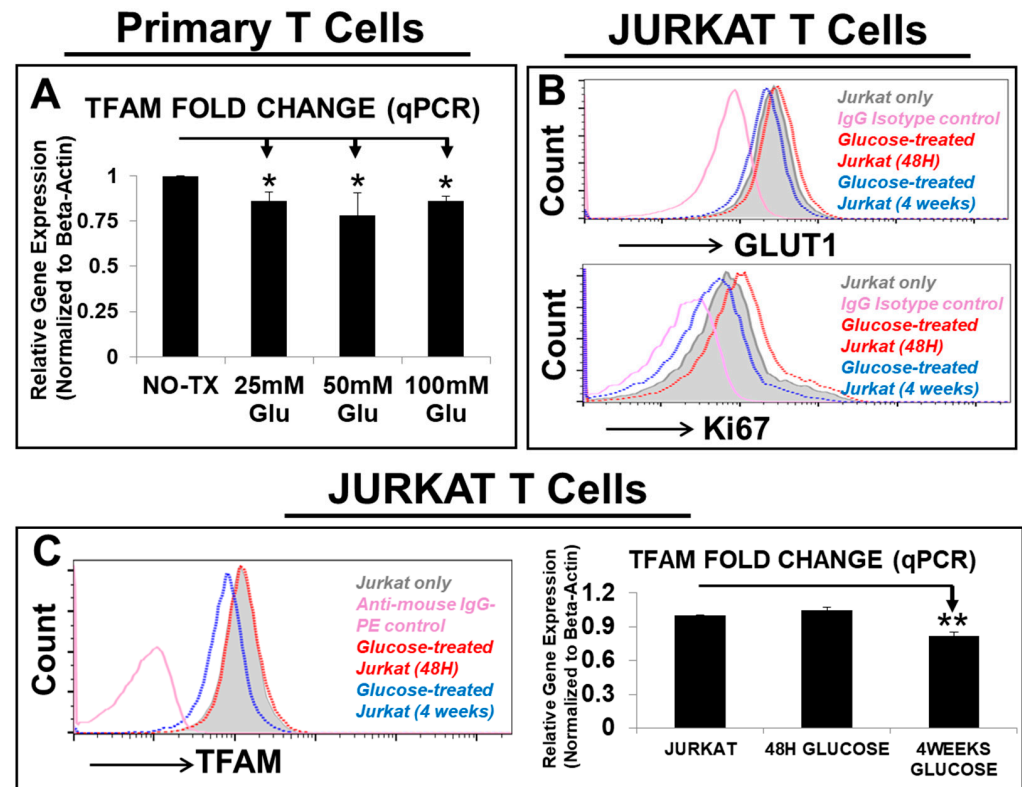 Primary T Cells
JURKAT T Cells
A
TFAM FOLD CHANGE (qPCR)
Relative Gene Expression
(Normalized to Beta-Actin)
1
0.75
0.5
0.25
0
*
*
*
NO-TX
25mM
Glu
50mM
Glu
100mM
Glu
B
Count
Jurkat only
IgG Isotype control
Glucose-treated
Jurkat (48H)
Glucose-treated
Jurkat (4 weeks)
GLUT1
Count
Jurkat only
IgG Isotype control
Glucose-treated
Jurkat (48H)
Glucose-treated
Jurkat (4 weeks)
Ki67
JURKAT T Cells
C
Count
Jurkat only
Anti-mouse IgG-
PE control
Glucose-treated
Jurkat (48H)
Glucose-treated
Jurkat (4 weeks)
TFAM
TFAM FOLD CHANGE (qPCR)
Relative Gene Expression
(Normalized to Beta-Actin)
1.2
0.9
0.6
0.3
0
**
JURKAT
48H GLUCOSE
4WEEKS
GLUCOSE